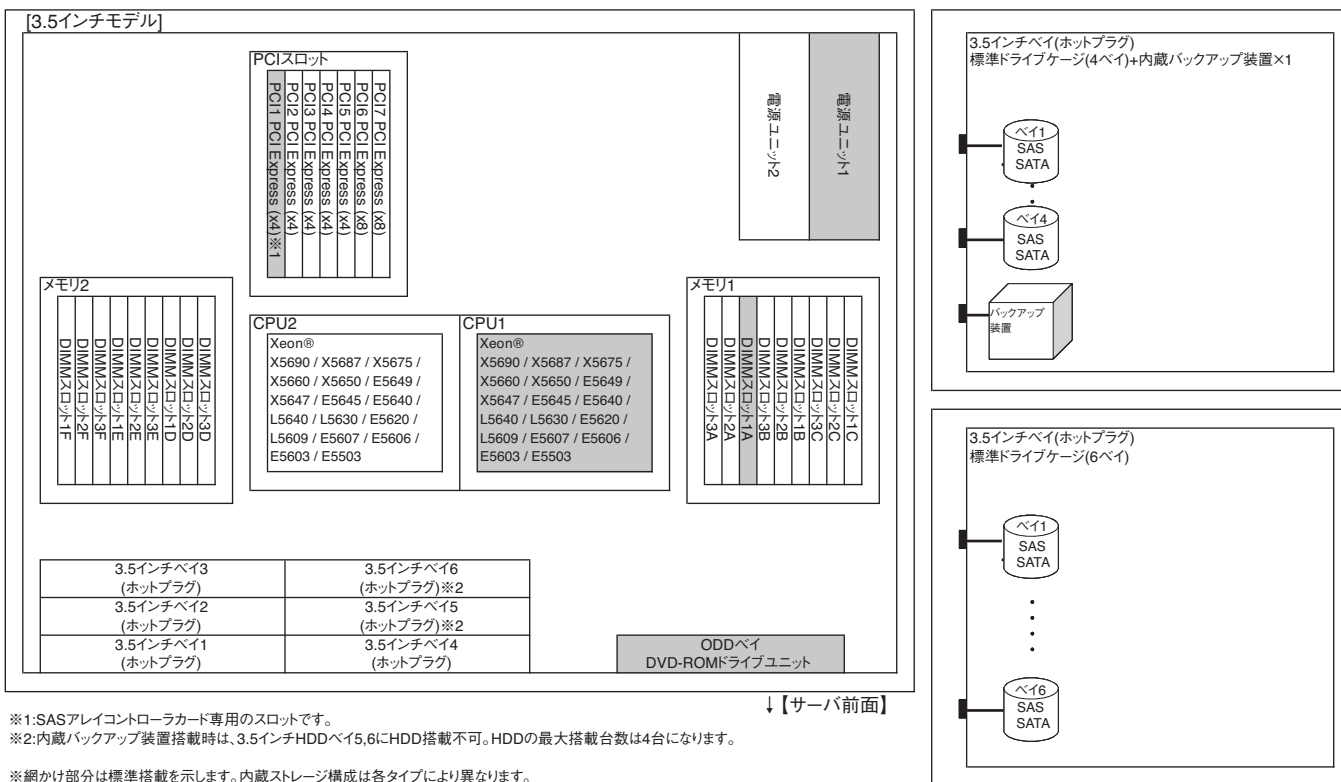 [3.5インチモデル]
PCIスロット
PCI7 PCI Express (x8)
PCI6 PCI Express (x8)
PCI5 PCI Express (x4)
PCI4 PCI Express (x4)
PCI3 PCI Express (x4)
PCI2 PCI Express (x4)
PCI1 PCI Express (x4)※1
電源ユニット2
電源ユニット1
メモリ2
DIMMスロット3D
DIMMスロット2D
DIMMスロット1D
DIMMスロット3E
DIMMスロット2E
DIMMスロット1E
DIMMスロット3F
DIMMスロット2F
DIMMスロット1F
CPU2
Xeon®
X5690 / X5687 / X5675 /
X5660 / X5650 / E5649 /
X5647 / E5645 / E5640 /
L5640 / L5630 / E5620 /
L5609 / E5607 / E5606 /
E5603 / E5503
CPU1
Xeon®
X5690 / X5687 / X5675 /
X5660 / X5650 / E5649 /
X5647 / E5645 / E5640 /
L5640 / L5630 / E5620 /
L5609 / E5607 / E5606 /
E5603 / E5503
メモリ1
DIMMスロット1C
DIMMスロット2C
DIMMスロット3C
DIMMスロット1B
DIMMスロット2B
DIMMスロット3B
DIMMスロット1A
DIMMスロット2A
DIMMスロット3A
3.5インチベイ3
(ホットプラグ)
3.5インチベイ6
(ホットプラグ)※2
3.5インチベイ2
(ホットプラグ)
3.5インチベイ5
(ホットプラグ)※2
3.5インチベイ1
(ホットプラグ)
3.5インチベイ4
(ホットプラグ)
ODDベイ
DVD-ROMドライブユニット
↓【サーバ前面】
※1:SASアレイコントローラカード専用のスロットです。
※2:内蔵バックアップ装置搭載時は、3.5インチHDDベイ5,6にHDD搭載不可。HDDの最大搭載台数は4台になります。
※網かけ部分は標準搭載を示します。内蔵ストレージ構成は各タイプにより異なります。
3.5インチベイ(ホットプラグ)
標準ドライブケージ(4ベイ)+内蔵バックアップ装置×1
ベイ1
SAS
SATA
ベイ4
SAS
SATA
バックアップ
装置
3.5インチベイ(ホットプラグ)
標準ドライブケージ(6ベイ)
ベイ1
SAS
SATA
ベイ6
SAS
SATA